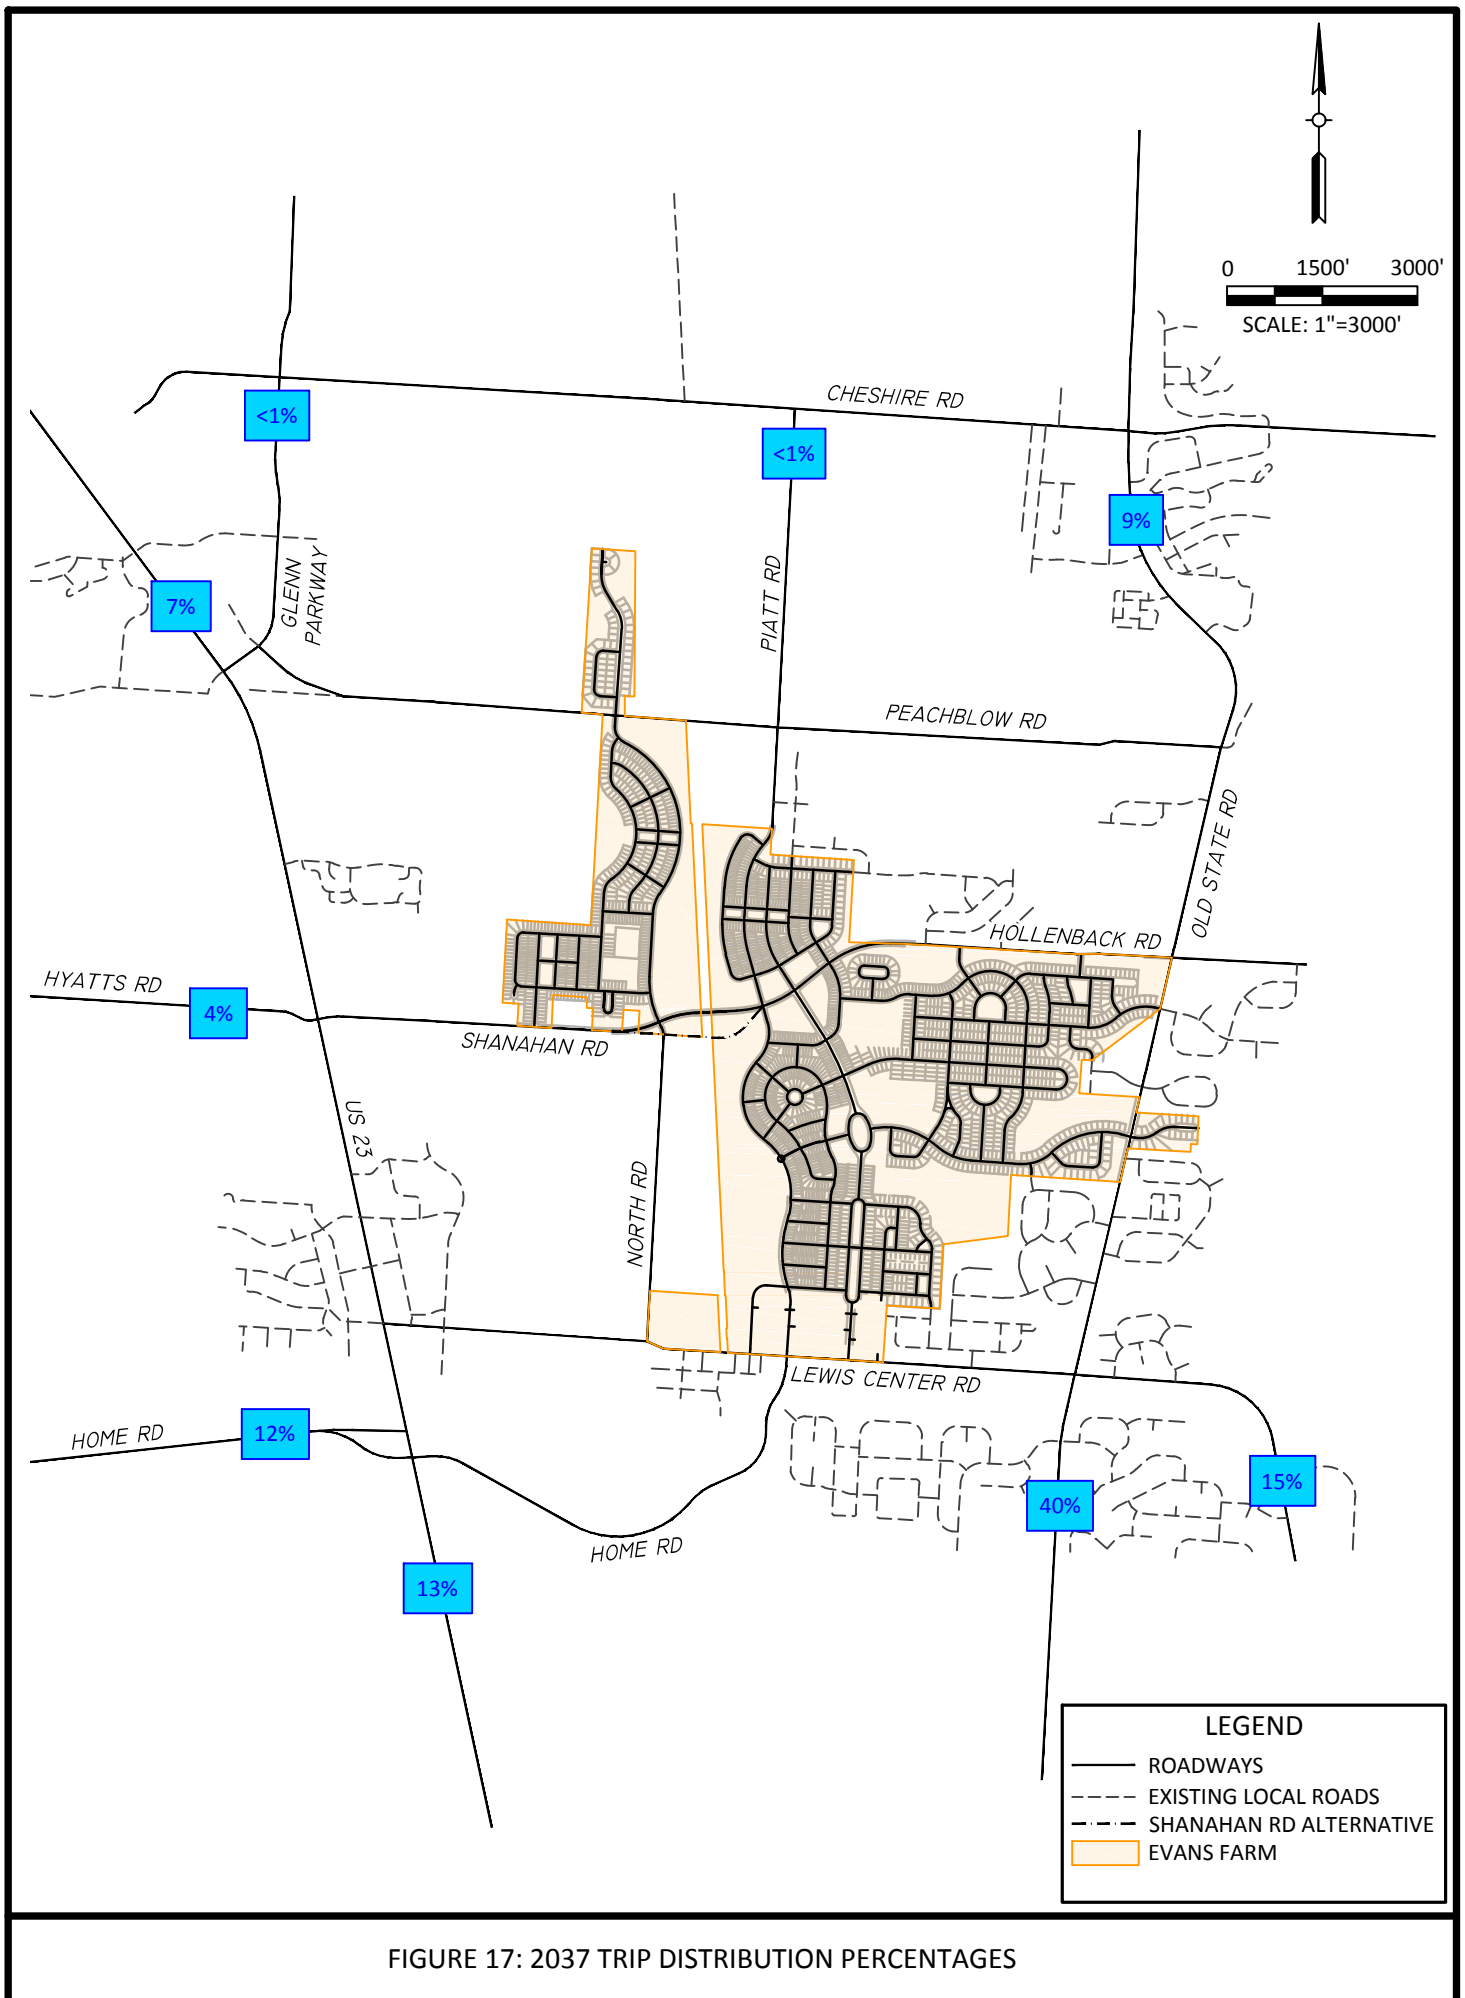 0 1500' 3000'
SCALE: 1"=3000'
CHESHIRE RD
<1%
<1%
9%
GLENN
PARKWAY
PIATT RD
7%
PEACHBLOW RD
OLD STATE RD
HOLLENBACK RD
HYATTS RD
4%
SHANAHAN RD
US 23
NORTH RD
LEWIS CENTER RD
HOME RD
12%
15%
40%
HOME RD
13%
LEGEND
ROADWAYS
EXISTING LOCAL ROADS
SHANAHAN RD ALTERNATIVE
EVANS FARM
FIGURE 17: 2037 TRIP DISTRIBUTION PERCENTAGES